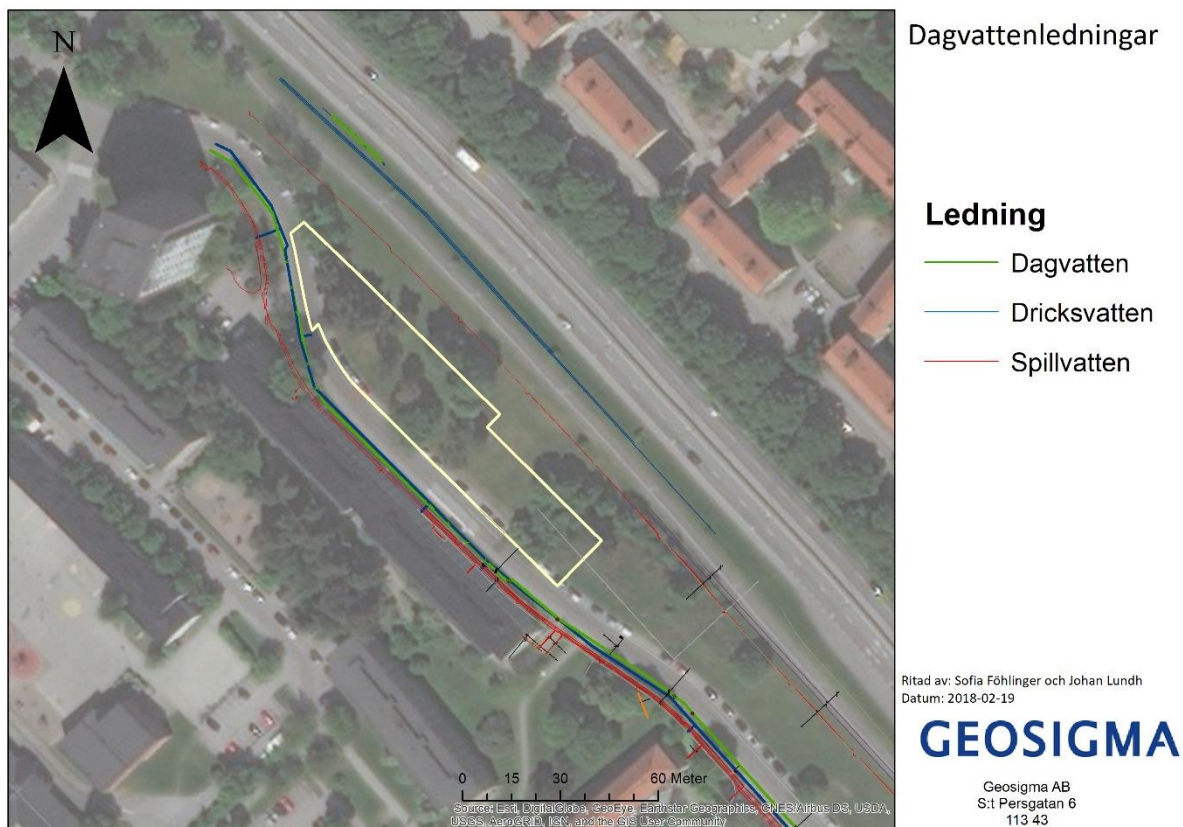 Dagvattenledningar
N
Ledning
Dagvatten
Dricksvatten
Spillvatten
Ritad av: Sofia Föhlinger och Johan Lundh
Datum: 2018-02-19
GEOSIGMA
Geosigma AB
S:t Persgatan 6
113 43
0 15 30 60 Meter
Source: Esri, DigitalGlobe, GeoEye, Earthstar Geographics, CNES/Airbus DS, USDA,
USGS, AeroGRID, IGN, and the GIS User Community